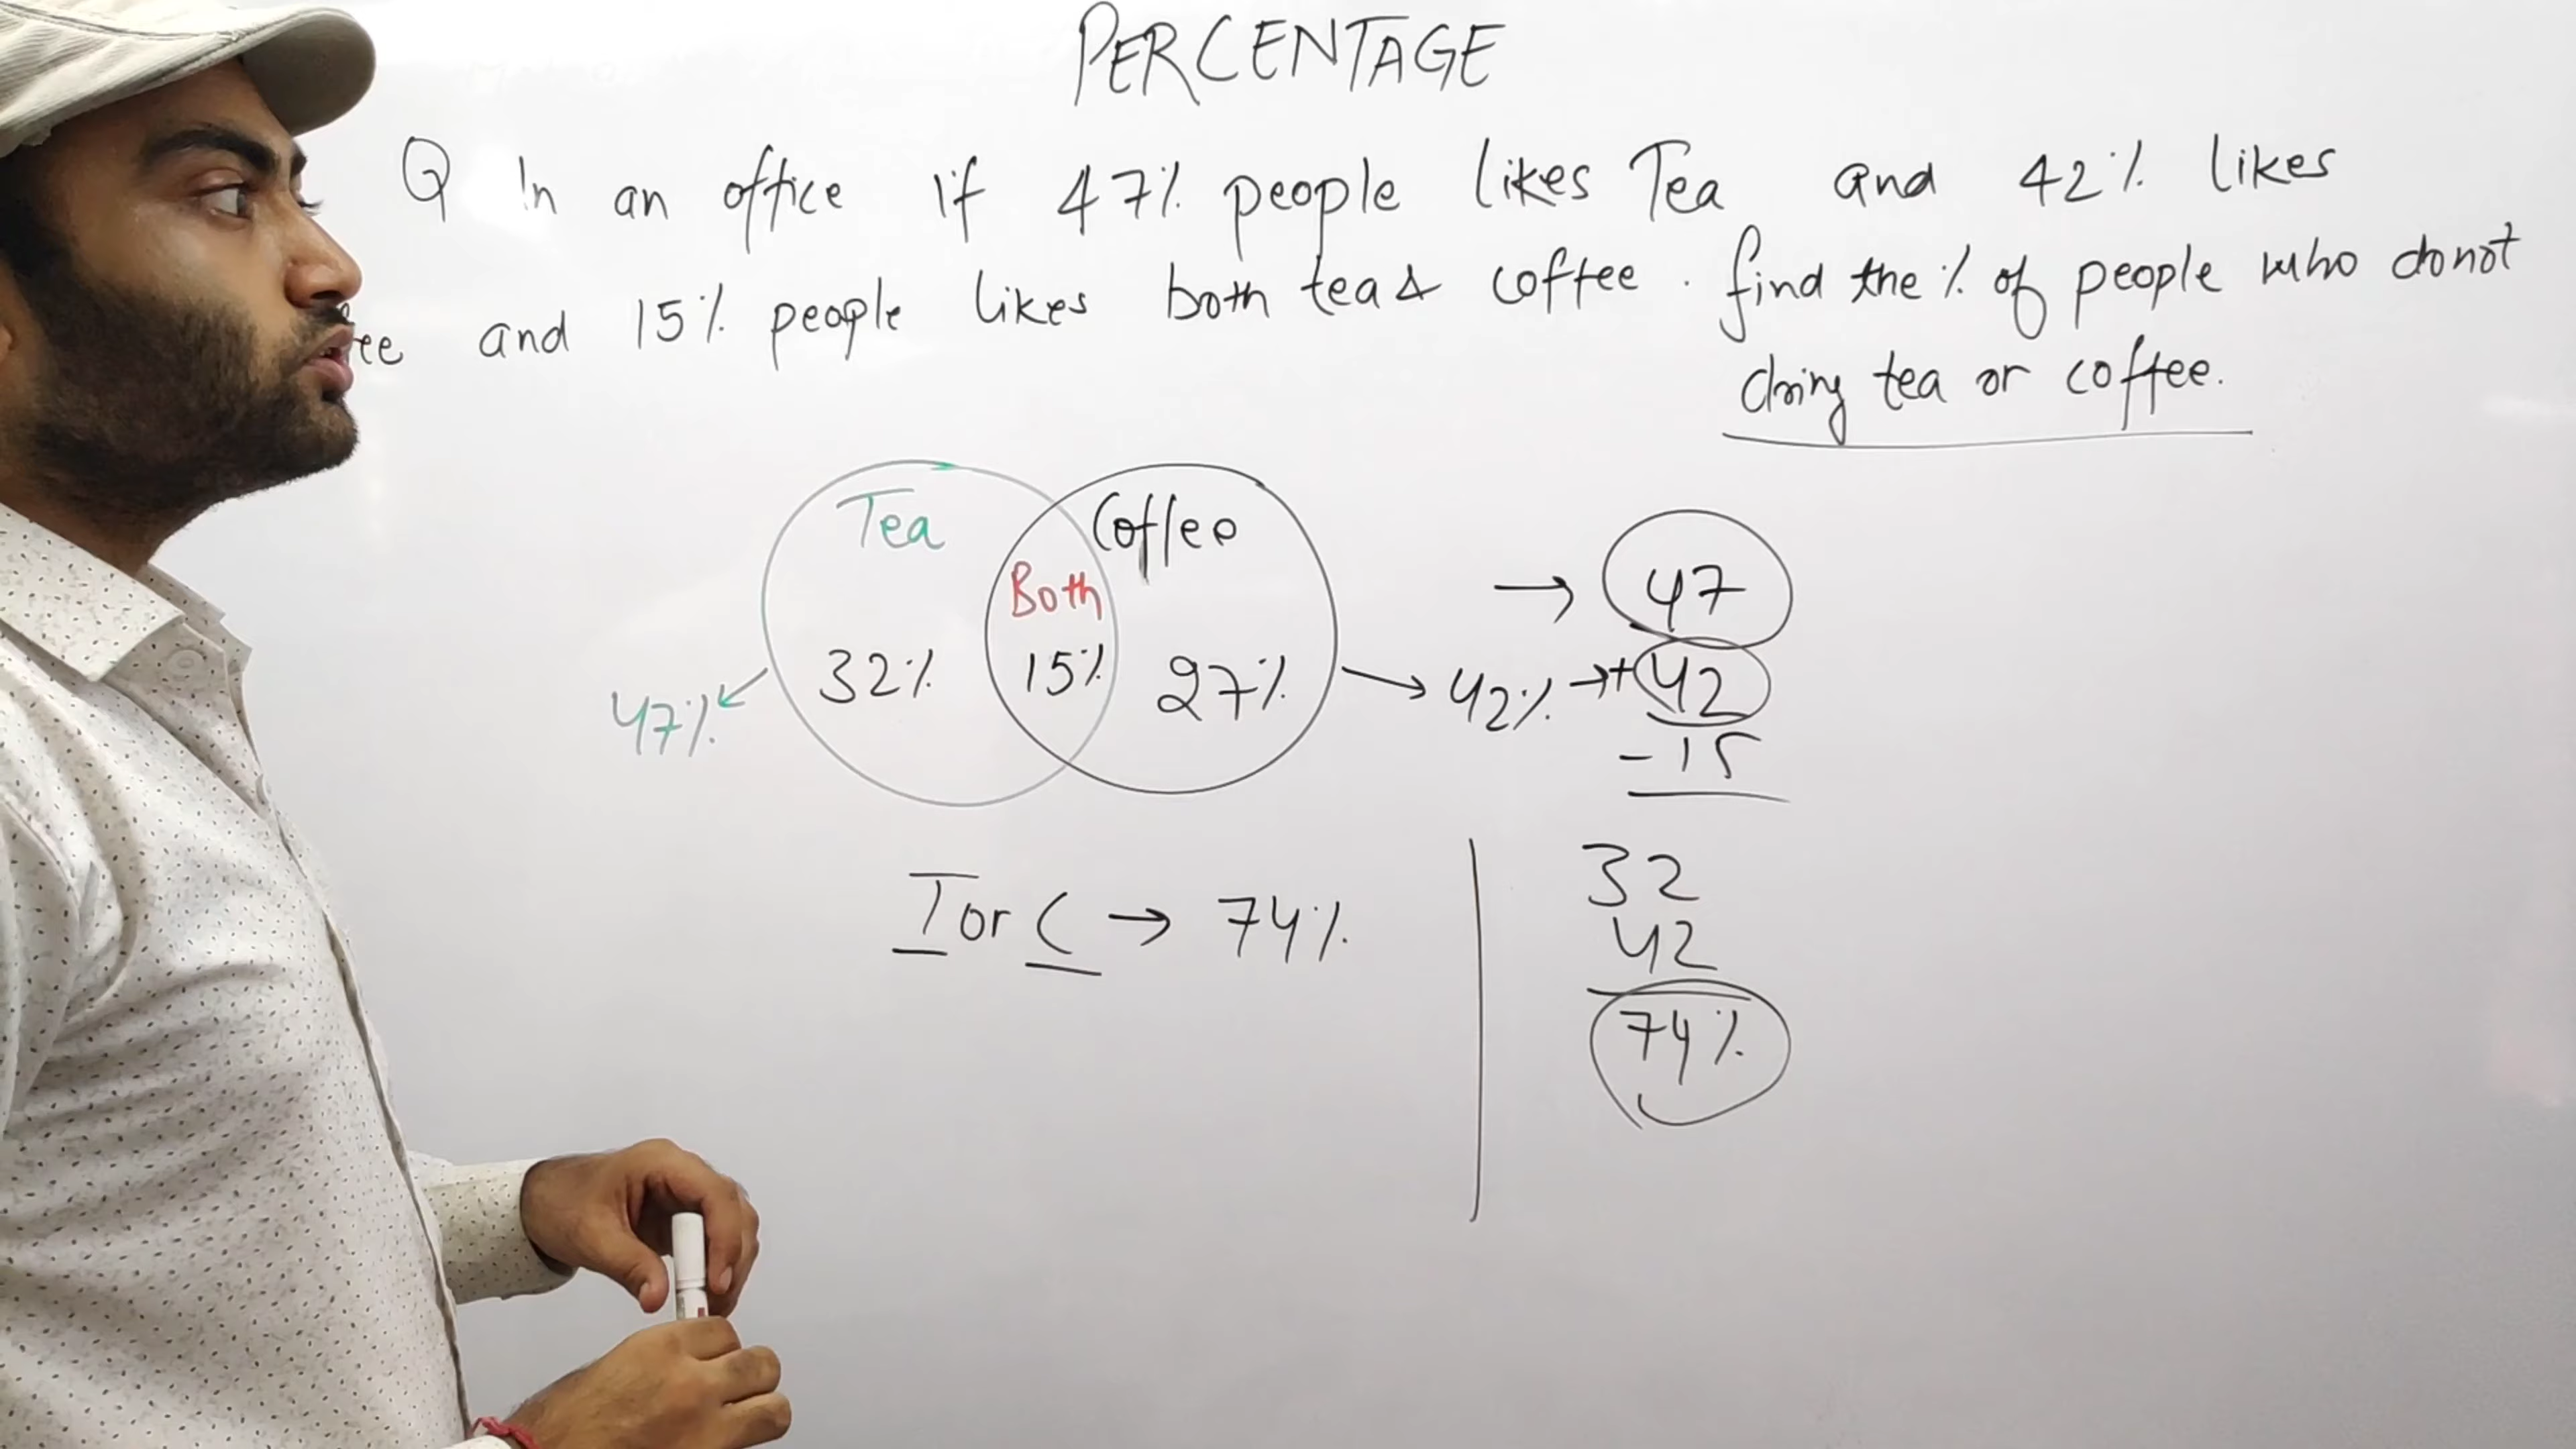 PERCENTAGE
Q In an office if 47% people likes Tea and 42% likes
and 15% people likes both tea & coffee. find the % of people who donot
dring tea or coffee.
Tea
Coffee
Both
32%
15%
27%
47%
42%
→ 47
→ + 42
- 15
T or C → 74%
32
42
74%